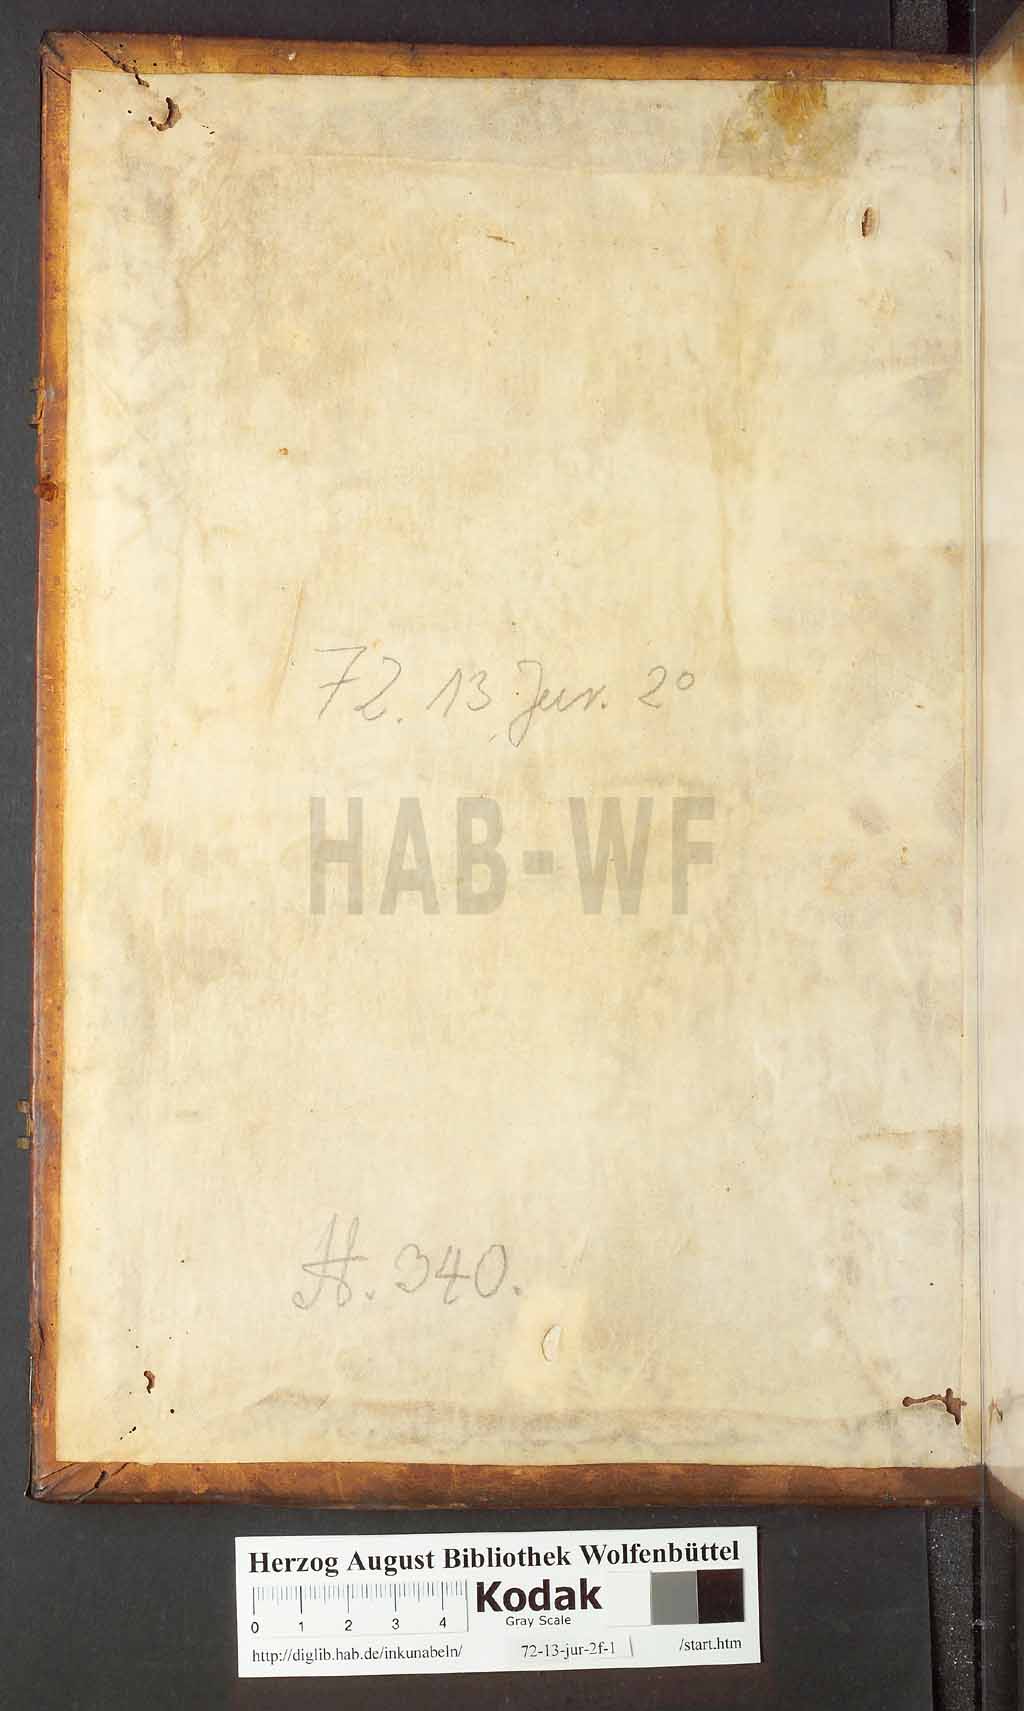 72. 13 Jur. 2°
HAB-WF
H. 340.
Herzog August Bibliothek Wolfenbüttel
0 1 2 3 4
Kodak
Gray Scale
http://diglib.hab.de/inkunabeln/ 72-13-jur-2f-1 /start.htm